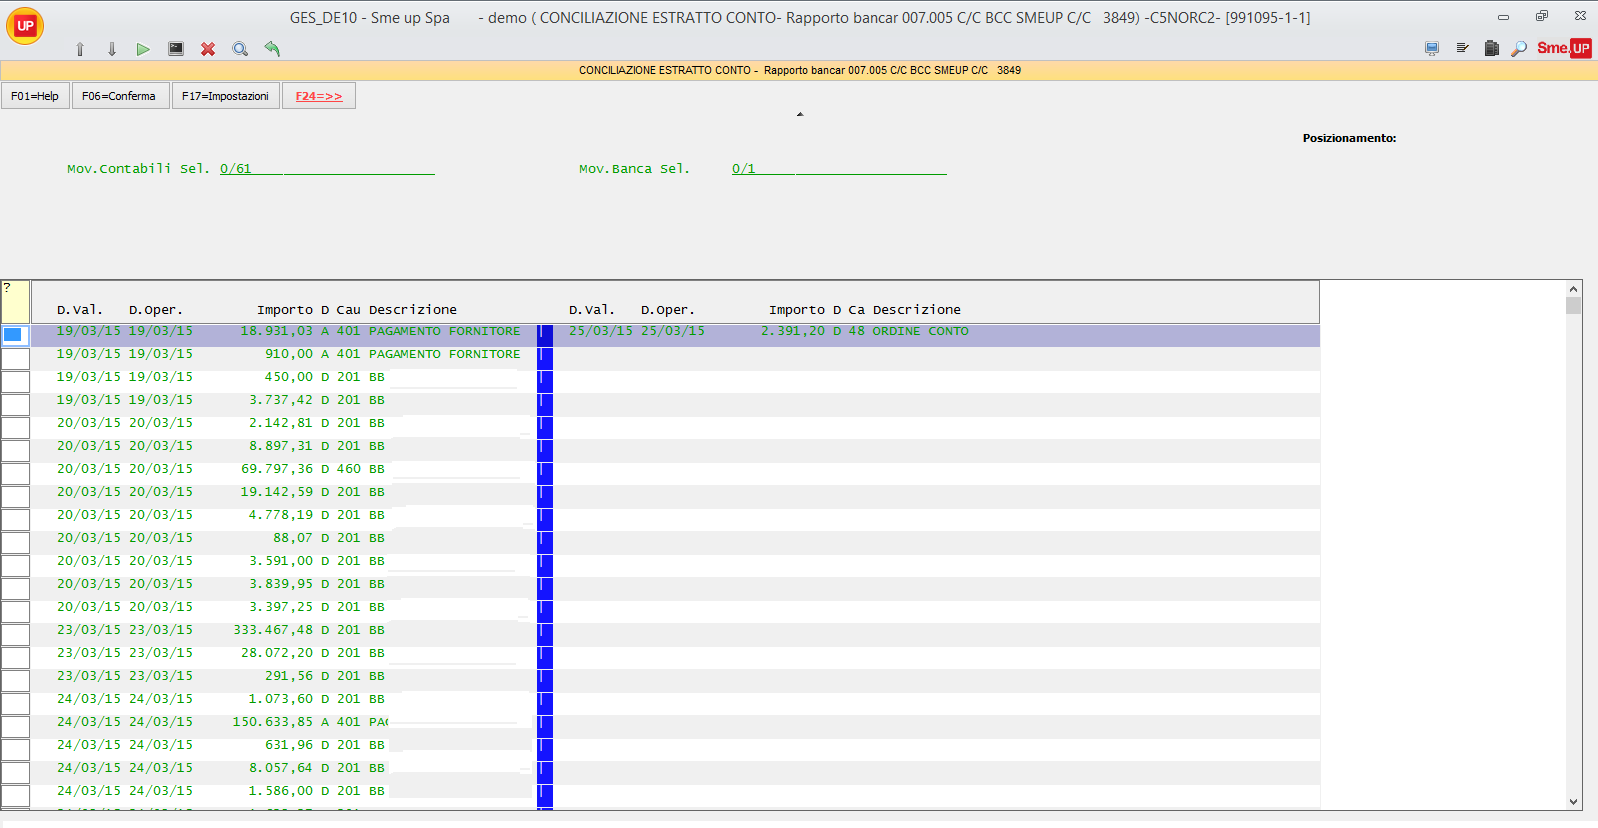 UP GES_DE10 - Sme up Spa - demo ( CONCILIAZIONE ESTRATTO CONTO- Rapporto bancar 007.005 C/C BCC SMEUP C/C 3849) -C5NORC2- [991095-1-1]
Sme.UP
CONCILIAZIONE ESTRATTO CONTO - Rapporto bancar 007.005 C/C BCC SMEUP C/C 3849
F01=Help F06=Conferma F17=Impostazioni F24=>>
Posizionamento:
Mov.Contabili Sel. 0/61 Mov.Banca Sel. 0/1
?
D.Val. D.Oper. Importo D Cau Descrizione D.Val. D.Oper. Importo D Ca Descrizione
19/03/15 19/03/15 18.931,03 A 401 PAGAMENTO FORNITORE | 25/03/15 25/03/15 2.391,20 D 48 ORDINE CONTO
19/03/15 19/03/15 910,00 A 401 PAGAMENTO FORNITORE |
19/03/15 19/03/15 450,00 D 201 BB |
19/03/15 19/03/15 3.737,42 D 201 BB |
20/03/15 20/03/15 2.142,81 D 201 BB |
20/03/15 20/03/15 8.897,31 D 201 BB |
20/03/15 20/03/15 69.797,36 D 460 BB |
20/03/15 20/03/15 19.142,59 D 201 BB |
20/03/15 20/03/15 4.778,19 D 201 BB |
20/03/15 20/03/15 88,07 D 201 BB |
20/03/15 20/03/15 3.591,00 D 201 BB |
20/03/15 20/03/15 3.839,95 D 201 BB |
20/03/15 20/03/15 3.397,25 D 201 BB |
23/03/15 23/03/15 333.467,48 D 201 BB |
23/03/15 23/03/15 28.072,20 D 201 BB |
23/03/15 23/03/15 291,56 D 201 BB |
24/03/15 24/03/15 1.073,60 D 201 BB |
24/03/15 24/03/15 150.633,85 A 401 PAG |
24/03/15 24/03/15 631,96 D 201 BB |
24/03/15 24/03/15 8.057,64 D 201 BB |
24/03/15 24/03/15 1.586,00 D 201 BB |